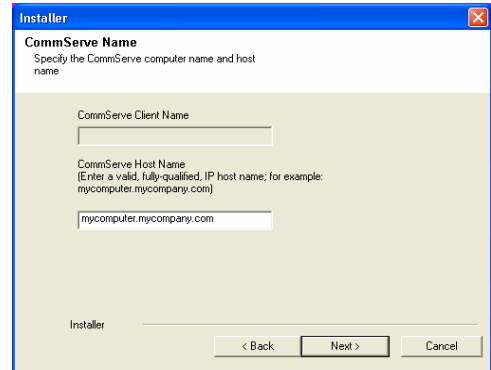 Installer
CommServe Name
Specify the CommServe computer name and host
name
CommServe Client Name
CommServe Host Name
(Enter a valid, fully-qualified, IP host name; for example:
mycomputer.mycompany.com)
mycomputer.mycompany.com
Installer
< Back
Next >
Cancel